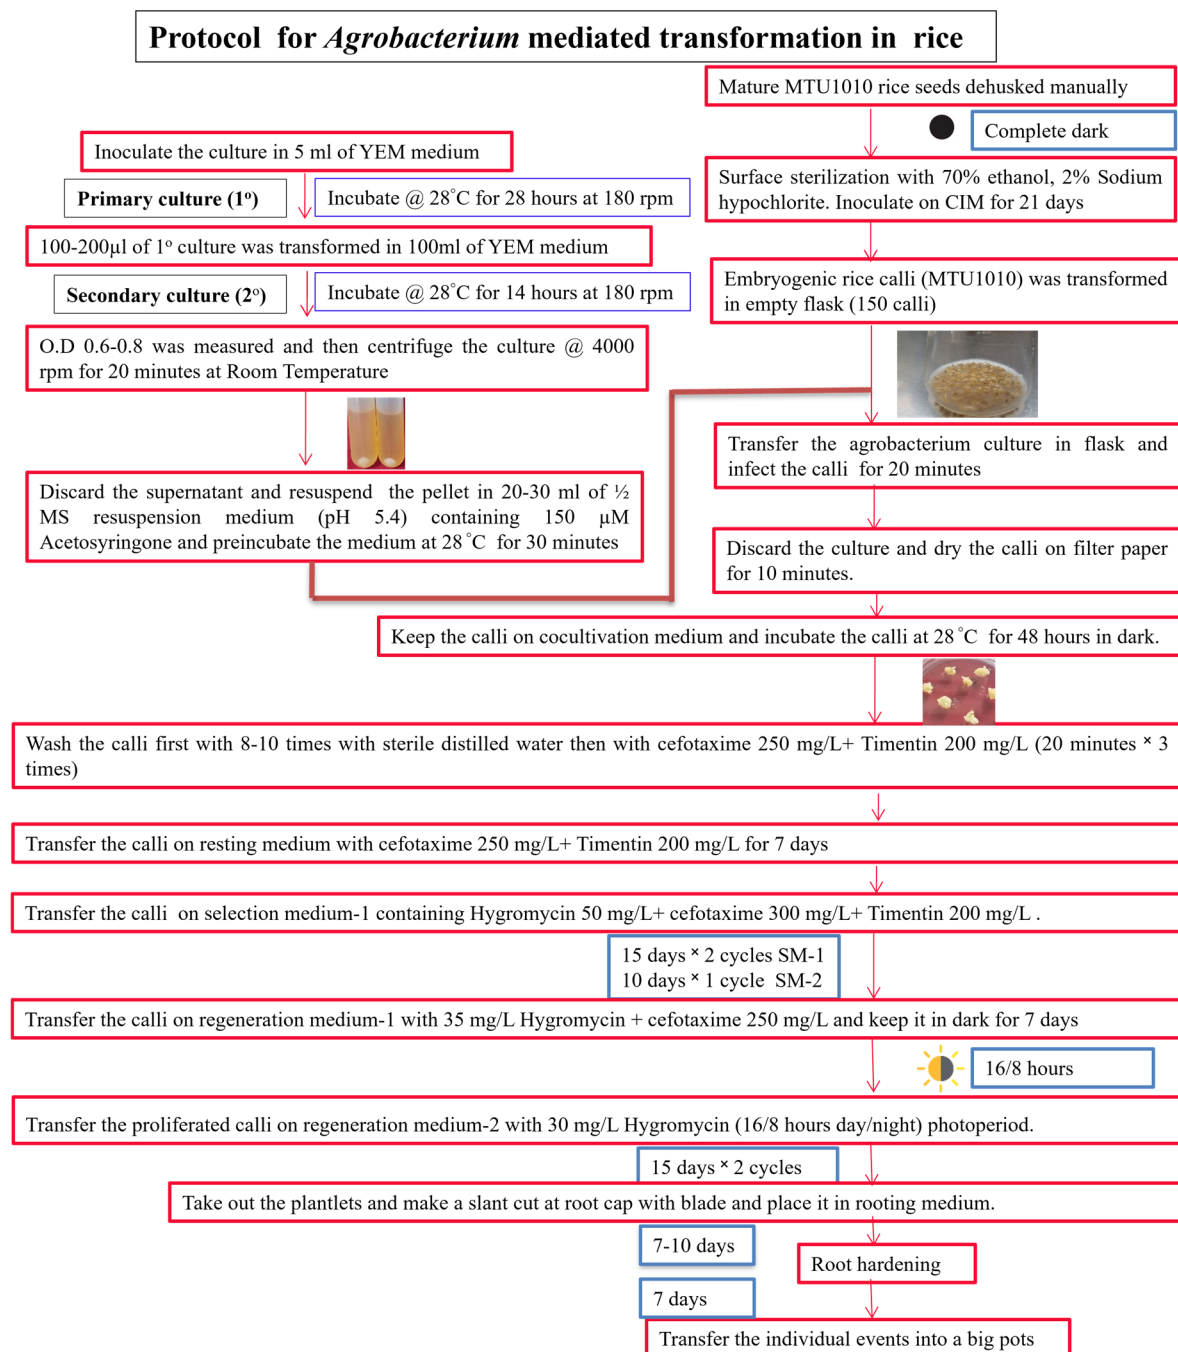 Protocol for Agrobacterium mediated transformation in rice
Mature MTU1010 rice seeds dehusked manually
Complete dark
Inoculate the culture in 5 ml of YEM medium
Primary culture (1º)
Incubate @ 28°C for 28 hours at 180 rpm
Surface sterilization with 70% ethanol, 2% Sodium
hypochlorite. Inoculate on CIM for 21 days
100-200µl of 1º culture was transformed in 100ml of YEM medium
Secondary culture (2º)
Incubate @ 28°C for 14 hours at 180 rpm
Embryogenic rice calli (MTU1010) was transformed
in empty flask (150 calli)
O.D 0.6-0.8 was measured and then centrifuge the culture @ 4000
rpm for 20 minutes at Room Temperature
Transfer the agrobacterium culture in flask and
infect the calli for 20 minutes
Discard the supernatant and resuspend the pellet in 20-30 ml of ½
MS resuspension medium (pH 5.4) containing 150 µM
Acetosyringone and preincubate the medium at 28°C for 30 minutes
Discard the culture and dry the calli on filter paper
for 10 minutes.
Keep the calli on cocultivation medium and incubate the calli at 28°C for 48 hours in dark.
Wash the calli first with 8-10 times with sterile distilled water then with cefotaxime 250 mg/L+ Timentin 200 mg/L (20 minutes × 3
times)
Transfer the calli on resting medium with cefotaxime 250 mg/L+ Timentin 200 mg/L for 7 days
Transfer the calli on selection medium-1 containing Hygromycin 50 mg/L+ cefotaxime 300 mg/L+ Timentin 200 mg/L .
15 days × 2 cycles SM-1
10 days × 1 cycle SM-2
Transfer the calli on regeneration medium-1 with 35 mg/L Hygromycin + cefotaxime 250 mg/L and keep it in dark for 7 days
16/8 hours
Transfer the proliferated calli on regeneration medium-2 with 30 mg/L Hygromycin (16/8 hours day/night) photoperiod.
15 days × 2 cycles
Take out the plantlets and make a slant cut at root cap with blade and place it in rooting medium.
7-10 days
Root hardening
7 days
Transfer the individual events into a big pots